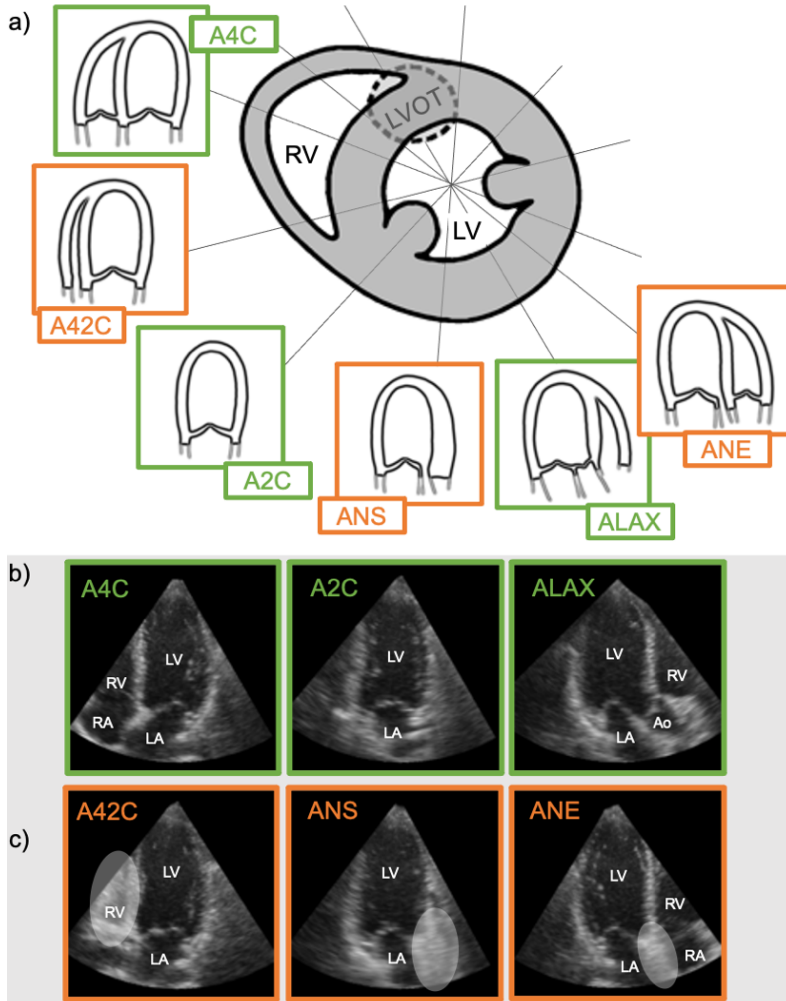 a)
A4C
LVOT
RV
LV
A42C
A2C
ANS
ALAX
ANE
b)
A4C
LV
RV
RA
LA
A2C
LV
LA
ALAX
LV
RV
LA
Ao
c)
A42C
LV
RV
LA
ANS
LV
LA
ANE
LV
RV
LA
RA